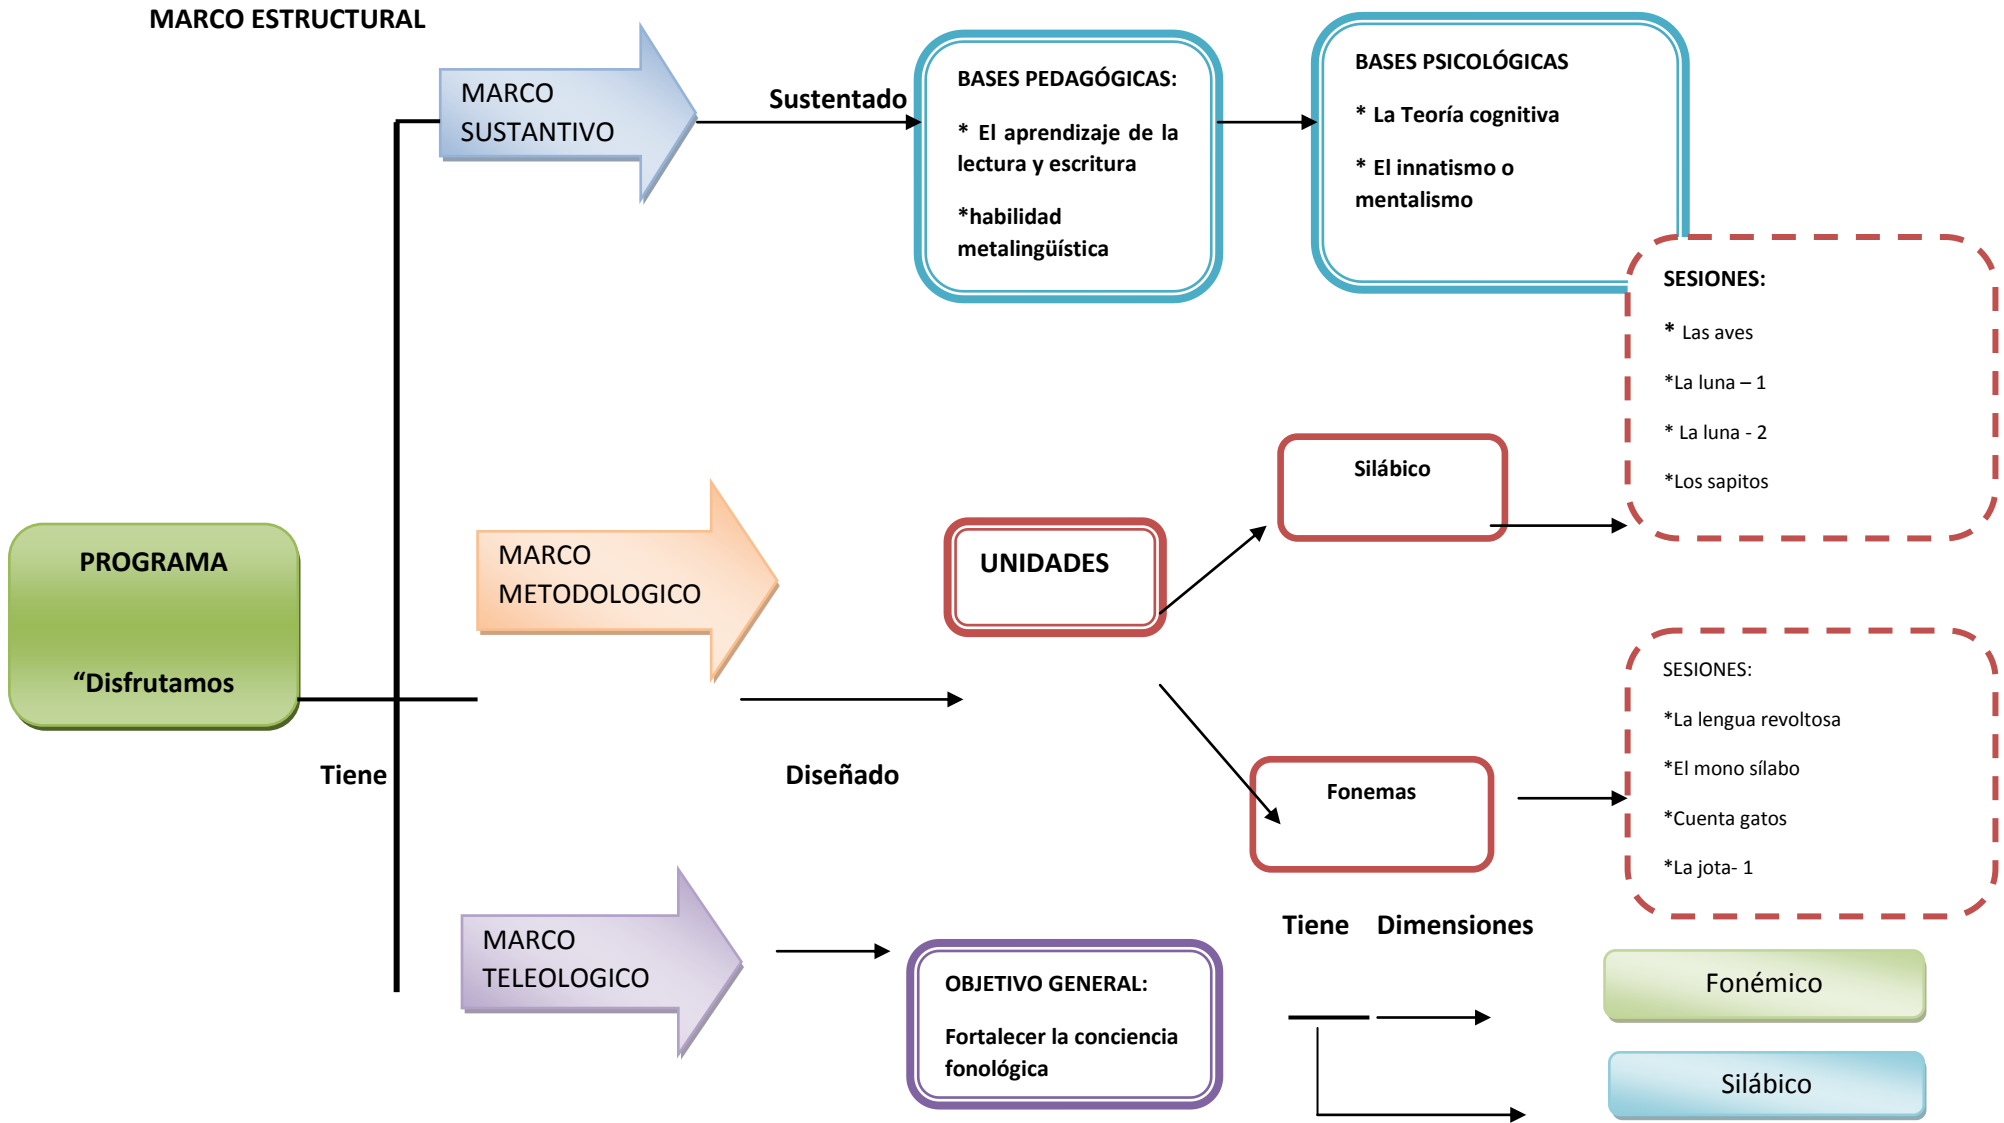 MARCO ESTRUCTURAL
MARCO
SUSTANTIVO
Sustentado
BASES PEDAGÓGICAS:
* El aprendizaje de la
lectura y escritura
*habilidad
metalingüística
BASES PSICOLÓGICAS
* La Teoría cognitiva
* El innatismo o
mentalismo
SESIONES:
* Las aves
*La luna – 1
* La luna - 2
*Los sapitos
Silábico
PROGRAMA
“Disfrutamos
Tiene
MARCO
METODOLOGICO
Diseñado
UNIDADES
Fonemas
SESIONES:
*La lengua revoltosa
*El mono sílabo
*Cuenta gatos
*La jota- 1
MARCO
TELEOLOGICO
OBJETIVO GENERAL:
Fortalecer la conciencia
fonológica
Tiene Dimensiones
Fonémico
Silábico